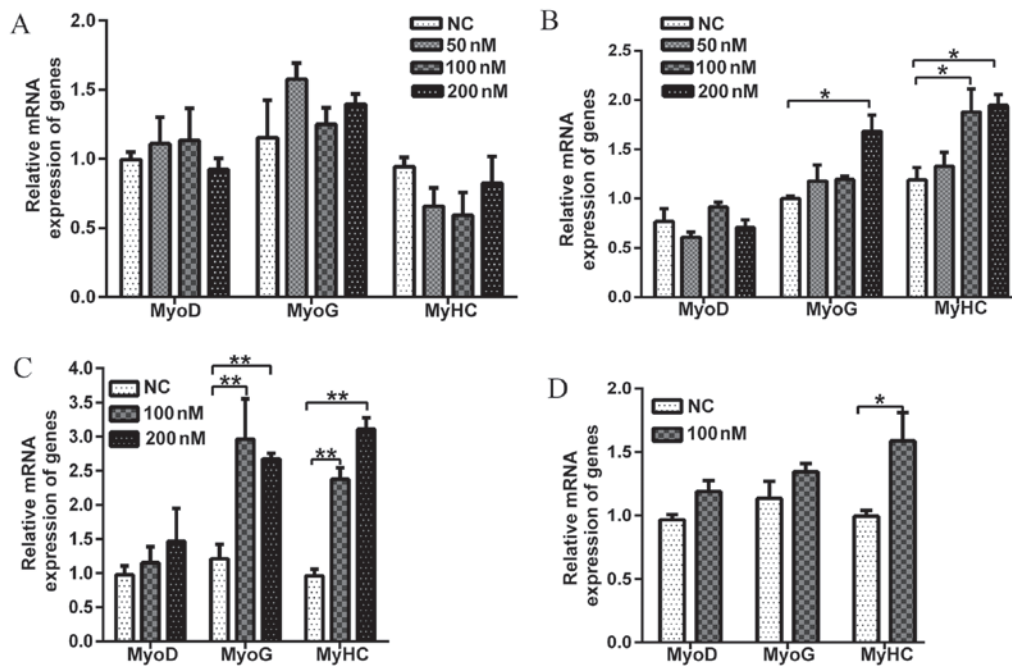 A
Relative mRNA
expression of genes
2.0
1.5
1.0
0.5
0.0
NC
50 nM
100 nM
200 nM
MyoD MyoG MyHC
B
Relative mRNA
expression of genes
2.5
2.0
1.5
1.0
0.5
0.0
NC
50 nM
100 nM
200 nM
*
*
*
MyoD MyoG MyHC
C
Relative mRNA
expression of genes
4.0
3.5
3.0
2.5
2.0
1.5
1.0
0.5
0.0
NC
100 nM
200 nM
**
**
**
**
MyoD MyoG MyHC
D
Relative mRNA
expression of genes
2.0
1.5
1.0
0.5
0.0
NC
100 nM
*
MyoD MyoG MyHC